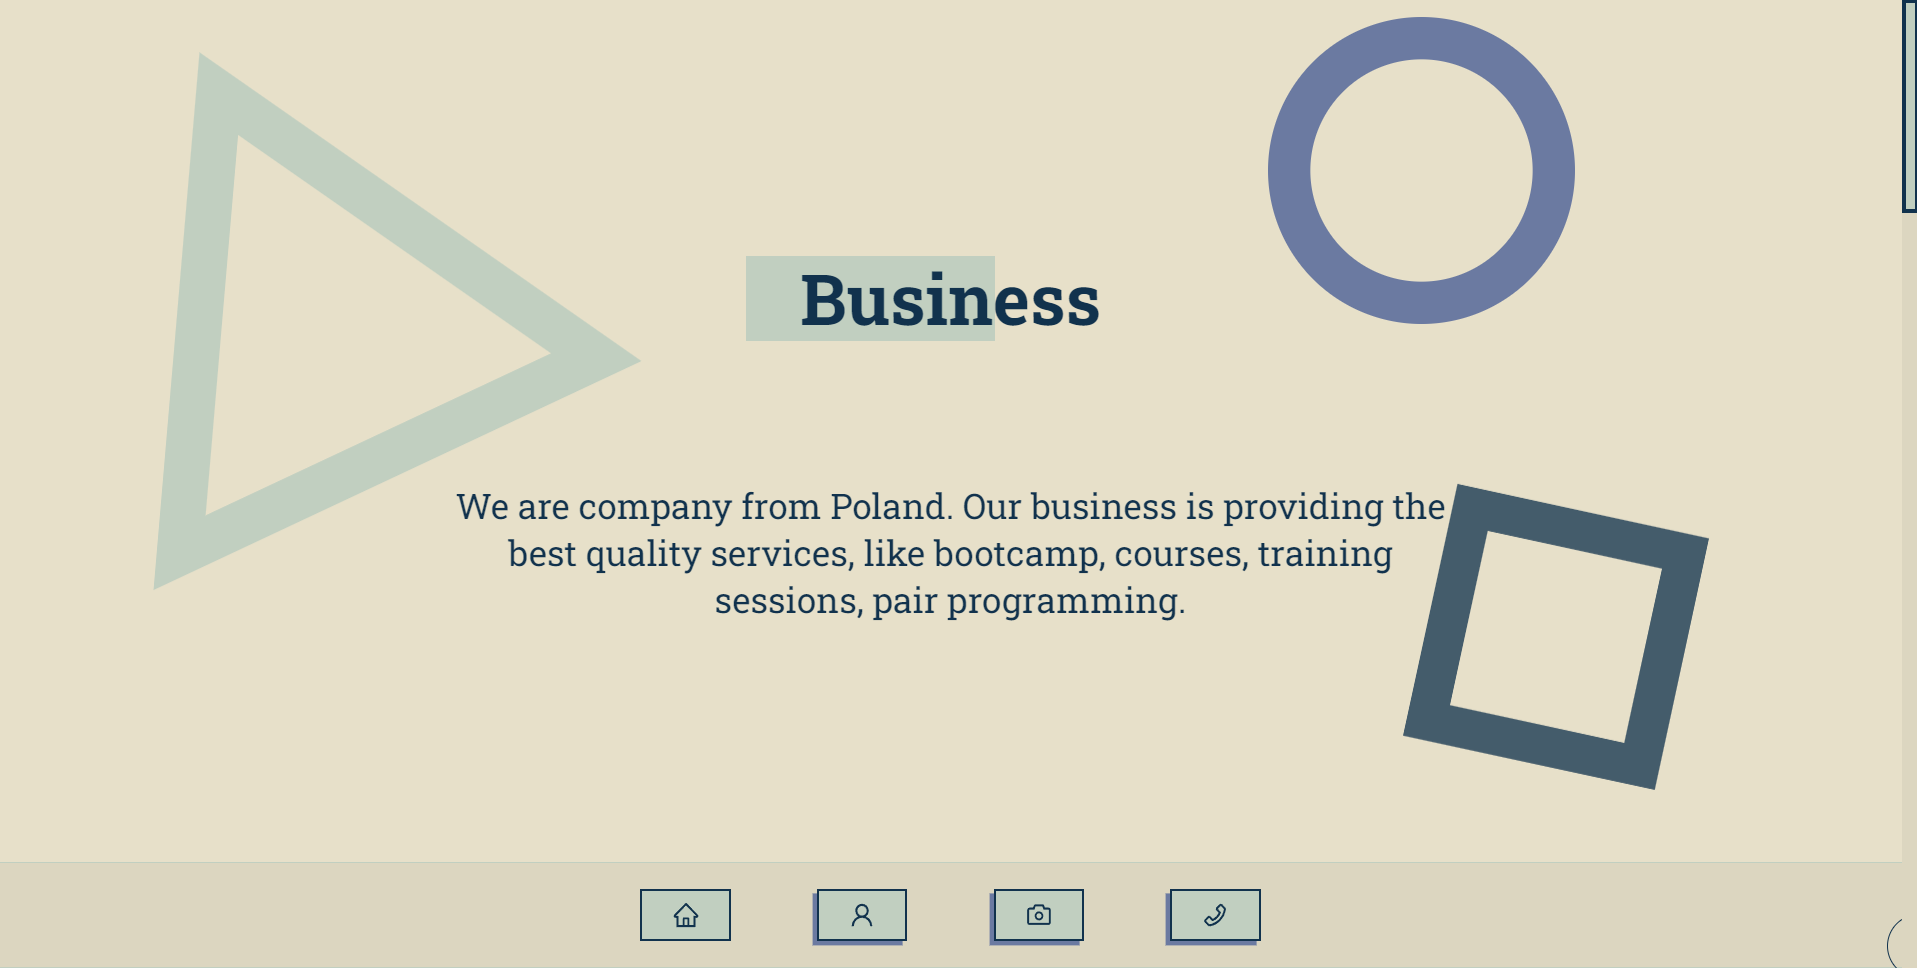 Business
We are company from Poland. Our business is providing the
best quality services, like bootcamp, courses, training
sessions, pair programming.